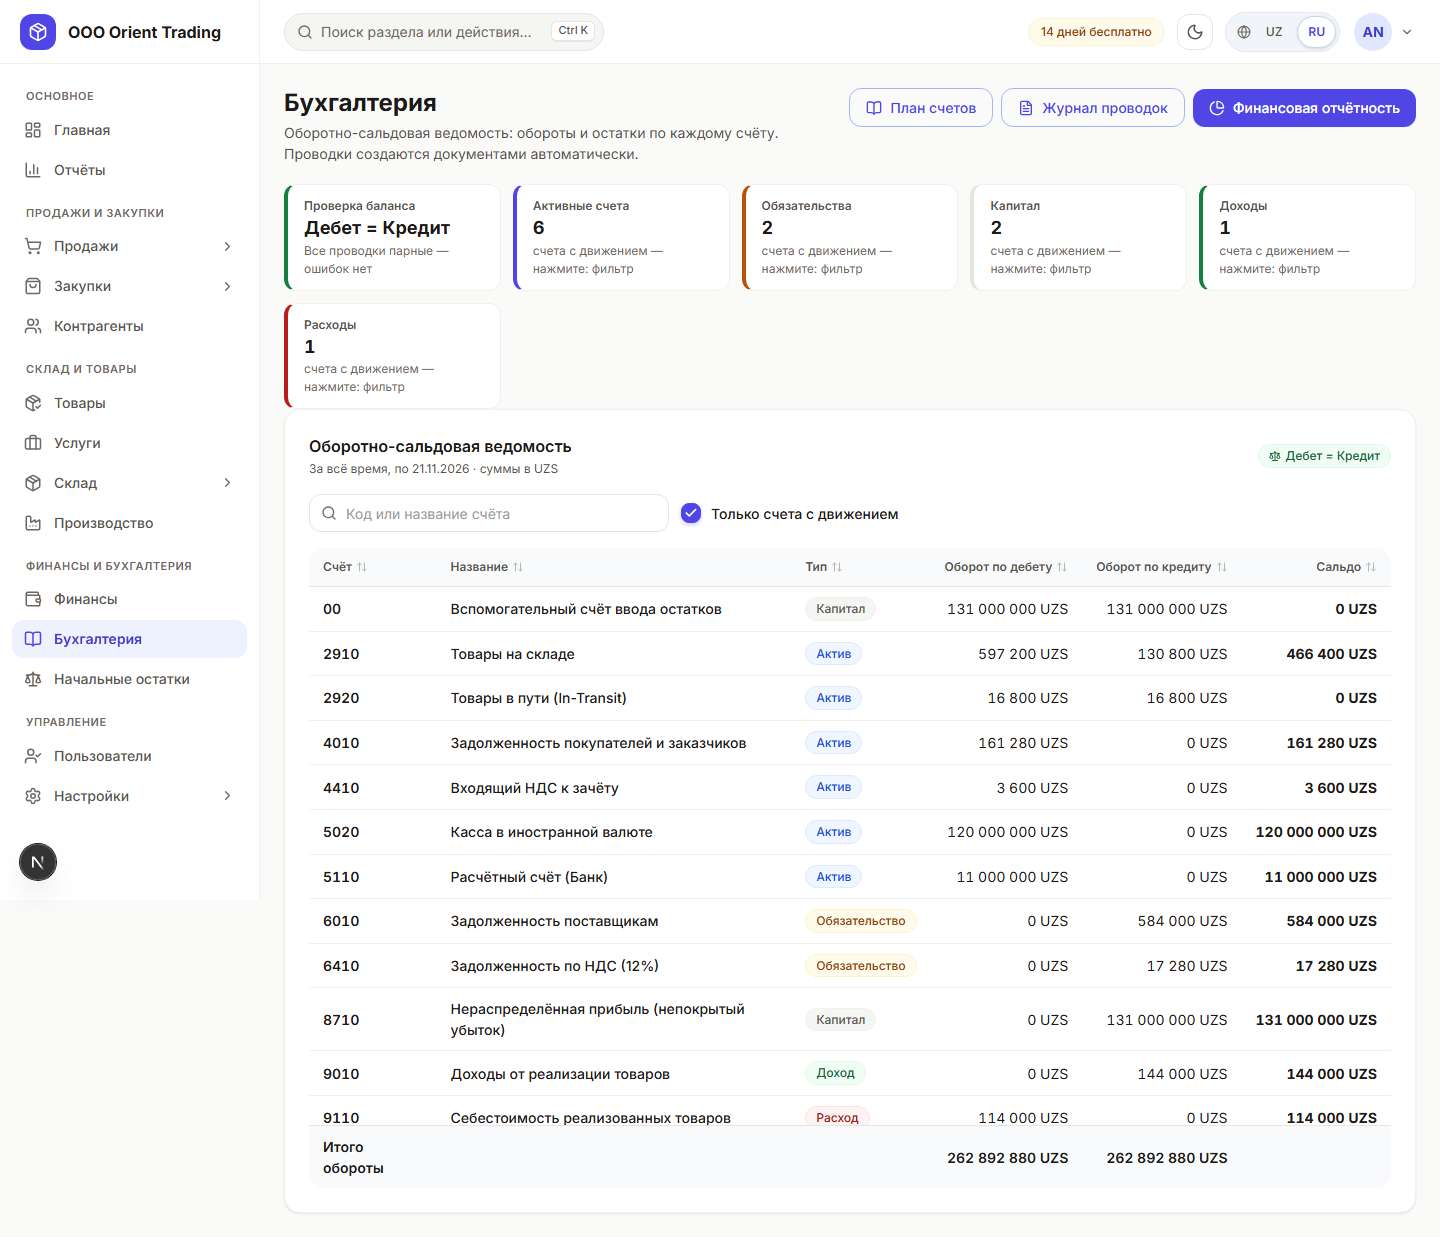 ООО Orient Trading
Поиск раздела или действия...
Ctrl K
14 дней бесплатно
UZ
RU
AN
ОСНОВНОЕ
Главная
Отчёты
ПРОДАЖИ И ЗАКУПКИ
Продажи
Закупки
Контрагенты
СКЛАД И ТОВАРЫ
Товары
Услуги
Склад
Производство
ФИНАНСЫ И БУХГАЛТЕРИЯ
Финансы
Бухгалтерия
Начальные остатки
УПРАВЛЕНИЕ
Пользователи
Настройки
N
Бухгалтерия
Оборотно-сальдовая ведомость: обороты и остатки по каждому счёту.
Проводки создаются документами автоматически.
План счетов
Журнал проводок
Финансовая отчётность
Проверка баланса
Дебет = Кредит
Все проводки парные —
ошибок нет
Активные счета
6
счета с движением —
нажмите: фильтр
Обязательства
2
счета с движением —
нажмите: фильтр
Капитал
2
счета с движением —
нажмите: фильтр
Доходы
1
счета с движением —
нажмите: фильтр
Расходы
1
счета с движением —
нажмите: фильтр
Оборотно-сальдовая ведомость
За всё время, по 21.11.2026 · суммы в UZS
Дебет = Кредит
Код или название счёта
Только счета с движением
Счёт Название Тип Оборот по дебету Оборот по кредиту Сальдо
00 Вспомогательный счёт ввода остатков Капитал 131 000 000 UZS 131 000 000 UZS 0 UZS
2910 Товары на складе Актив 597 200 UZS 130 800 UZS 466 400 UZS
2920 Товары в пути (In-Transit) Актив 16 800 UZS 16 800 UZS 0 UZS
4010 Задолженность покупателей и заказчиков Актив 161 280 UZS 0 UZS 161 280 UZS
4410 Входящий НДС к зачёту Актив 3 600 UZS 0 UZS 3 600 UZS
5020 Касса в иностранной валюте Актив 120 000 000 UZS 0 UZS 120 000 000 UZS
5110 Расчётный счёт (Банк) Актив 11 000 000 UZS 0 UZS 11 000 000 UZS
6010 Задолженность поставщикам Обязательство 0 UZS 584 000 UZS 584 000 UZS
6410 Задолженность по НДС (12%) Обязательство 0 UZS 17 280 UZS 17 280 UZS
8710 Нераспределённая прибыль (непокрытый
убыток) Капитал 0 UZS 131 000 000 UZS 131 000 000 UZS
9010 Доходы от реализации товаров Доход 0 UZS 144 000 UZS 144 000 UZS
9110 Себестоимость реализованных товаров Расход 114 000 UZS 0 UZS 114 000 UZS
Итого
обороты 262 892 880 UZS 262 892 880 UZS